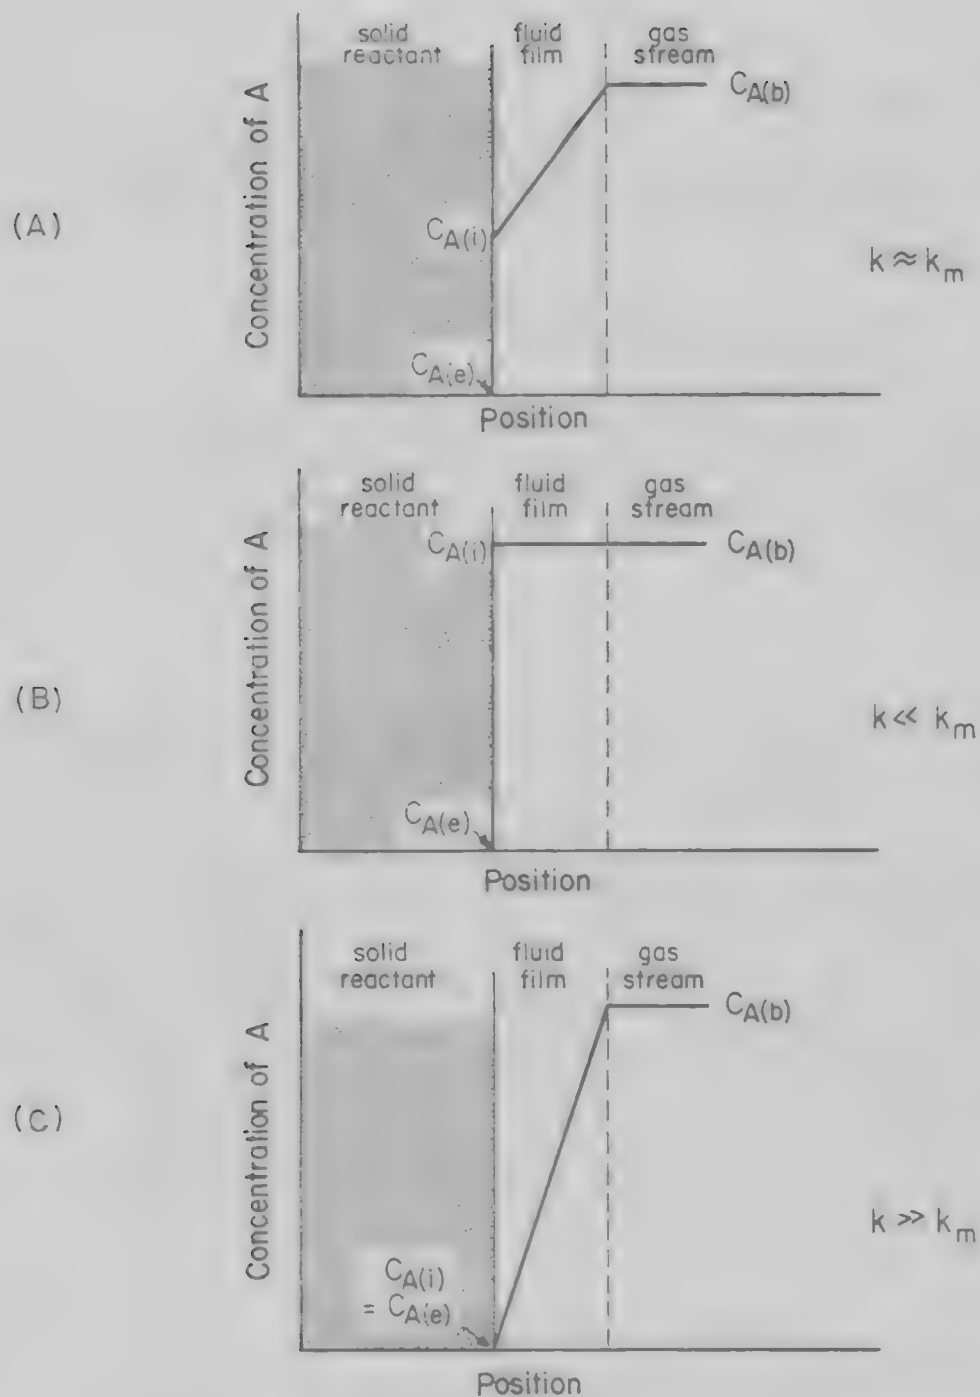 (A)
Concentration of A
solid
reactant
fluid
film
gas
stream
C_A(b)
C_A(i)
C_A(e)
Position
k ≈ k_m
(B)
Concentration of A
solid
reactant
fluid
film
gas
stream
C_A(i)
C_A(b)
C_A(e)
Position
k << k_m
(C)
Concentration of A
solid
reactant
fluid
film
gas
stream
C_A(b)
C_A(i)
= C_A(e)
Position
k >> k_m